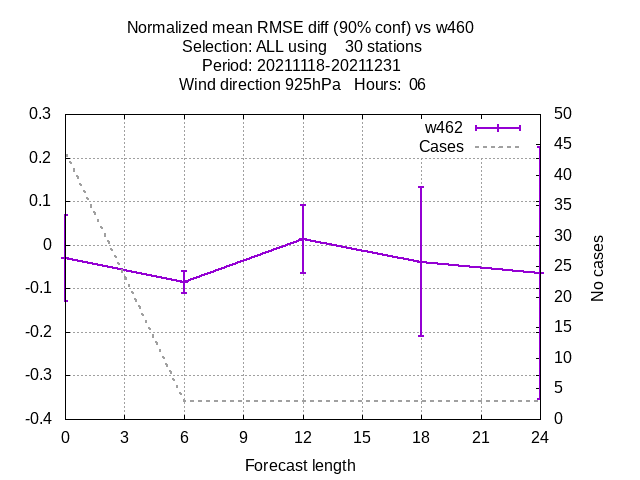 Normalized mean RMSE diff (90% conf) vs w460
Selection: ALL using    30 stations
Period: 20211118-20211231
Wind direction 925hPa   Hours:  06
0.3
0.2
0.1
0
-0.1
-0.2
-0.3
-0.4
w462
Cases
50
45
40
35
30
25
20
15
10
5
0
No cases
0 3 6 9 12 15 18 21 24
Forecast length